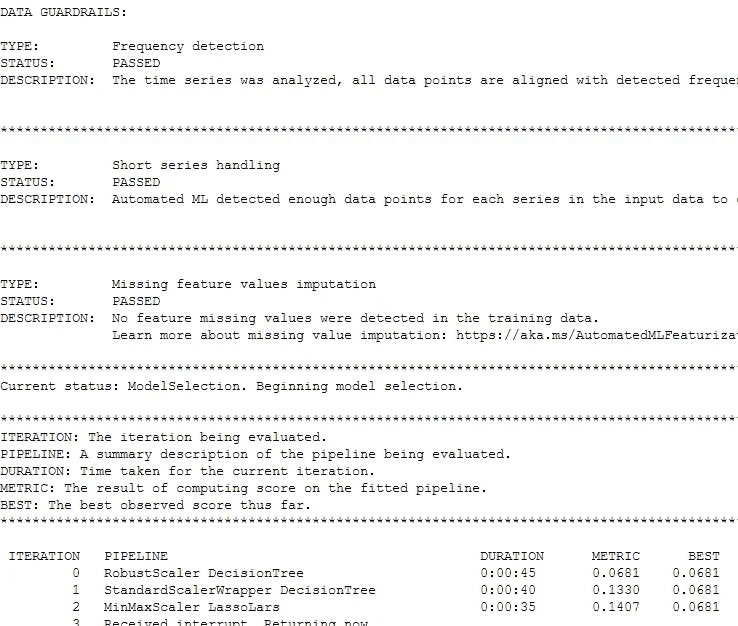 DATA GUARDRAILS:
TYPE: Frequency detection
STATUS: PASSED
DESCRIPTION: The time series was analyzed, all data points are aligned with detected
********************************************************************************************
TYPE: Short series handling
STATUS: PASSED
DESCRIPTION: Automated ML detected enough data points for each series in the input data to
********************************************************************************************
TYPE: Missing feature values imputation
STATUS: PASSED
DESCRIPTION: No feature missing values were detected in the training data.
Learn more about missing value imputation: https://aka.ms/AutomatedMLFeaturiza
********************************************************************************************
Current status: ModelSelection. Beginning model selection.
********************************************************************************************
ITERATION: The iteration being evaluated.
PIPELINE: A summary description of the pipeline being evaluated.
DURATION: Time taken for the current iteration.
METRIC: The result of computing score on the fitted pipeline.
BEST: The best observed score thus far.
********************************************************************************************
ITERATION PIPELINE DURATION METRIC BEST
0 RobustScaler DecisionTree 0:00:45 0.0681 0.0681
1 StandardScalerWrapper DecisionTree 0:00:40 0.1330 0.0681
2 MinMaxScaler LassoLars 0:00:35 0.1407 0.0681
3 Received interrupt. Returning now.